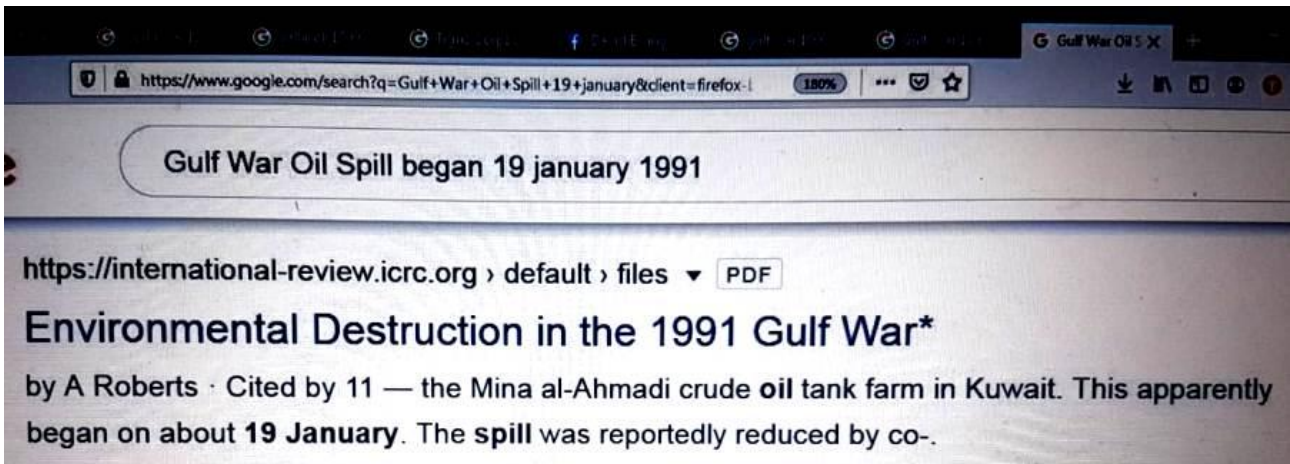 G Gulf War Oil S
https://www.google.com/search?q=Gulf+War+Oil+Spill+19+january&client=firefox-
180%
Gulf War Oil Spill began 19 january 1991
https://international-review.icrc.org › default › files ▾ PDF
Environmental Destruction in the 1991 Gulf War*
by A Roberts · Cited by 11 — the Mina al-Ahmadi crude oil tank farm in Kuwait. This apparently
began on about 19 January. The spill was reportedly reduced by co-.